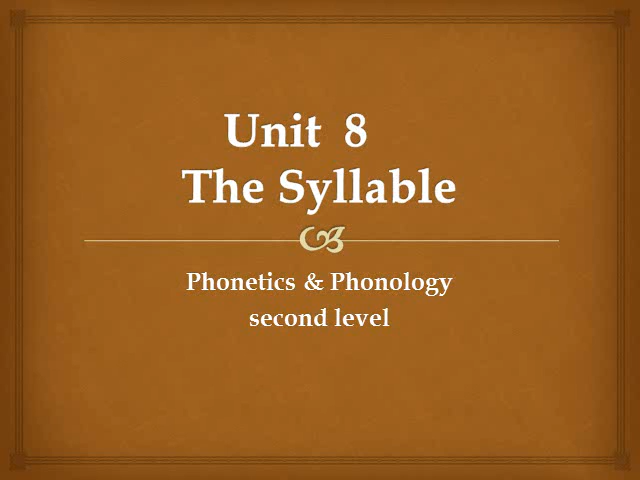 Unit 8
The Syllable
Phonetics & Phonology
second level